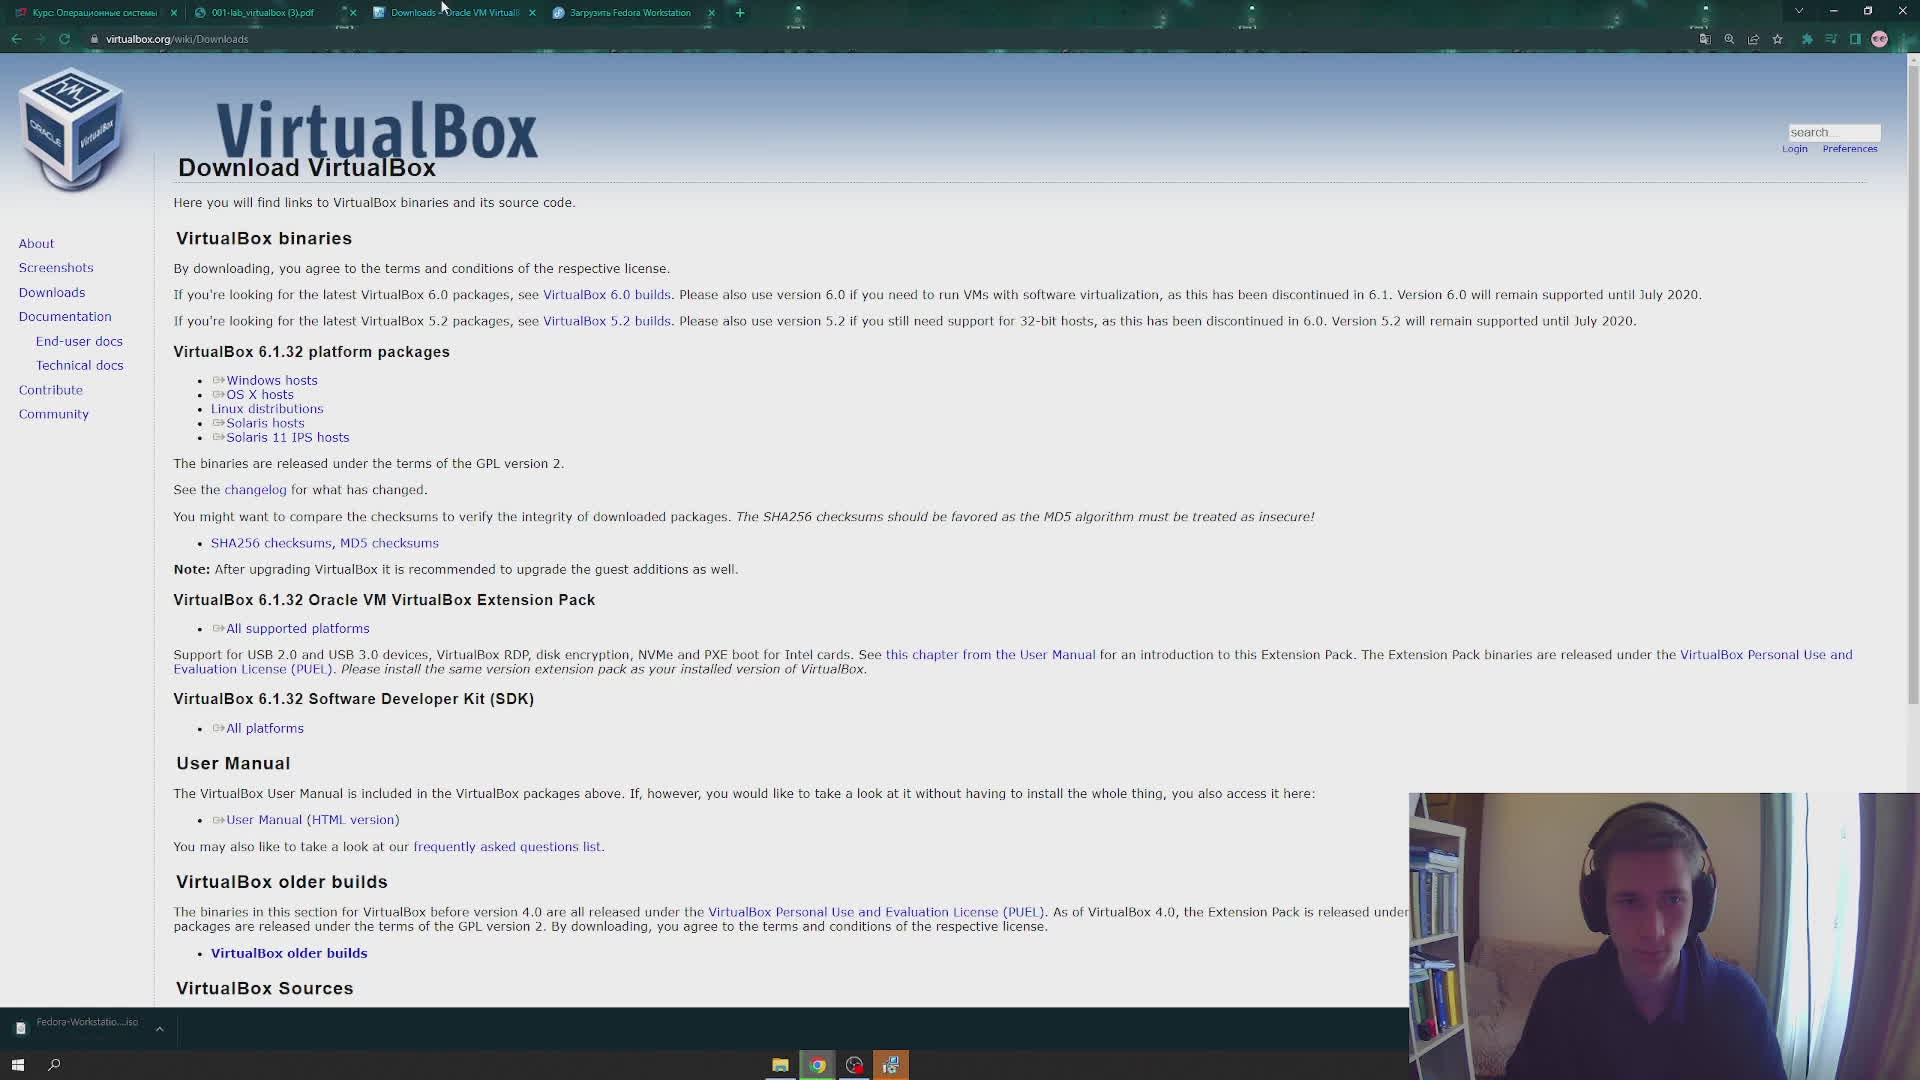 Курс: Операционные системы
001-lab_virtualbox (3).pdf
Downloads – Oracle VM VirtualB
Загрузить Fedora Workstation
virtualbox.org/wiki/Downloads
ORACLE
VirtualBox
VirtualBox
search...
Login Preferences
Download VirtualBox
Here you will find links to VirtualBox binaries and its source code.
About
Screenshots
Downloads
Documentation
End-user docs
Technical docs
Contribute
Community
VirtualBox binaries
By downloading, you agree to the terms and conditions of the respective license.
If you're looking for the latest VirtualBox 6.0 packages, see VirtualBox 6.0 builds. Please also use version 6.0 if you need to run VMs with software virtualization, as this has been discontinued in 6.1. Version 6.0 will remain supported until July 2020.
If you're looking for the latest VirtualBox 5.2 packages, see VirtualBox 5.2 builds. Please also use version 5.2 if you still need support for 32-bit hosts, as this has been discontinued in 6.0. Version 5.2 will remain supported until July 2020.
VirtualBox 6.1.32 platform packages
Windows hosts
OS X hosts
Linux distributions
Solaris hosts
Solaris 11 IPS hosts
The binaries are released under the terms of the GPL version 2.
See the changelog for what has changed.
You might want to compare the checksums to verify the integrity of downloaded packages. The SHA256 checksums should be favored as the MD5 algorithm must be treated as insecure!
SHA256 checksums, MD5 checksums
Note: After upgrading VirtualBox it is recommended to upgrade the guest additions as well.
VirtualBox 6.1.32 Oracle VM VirtualBox Extension Pack
All supported platforms
Support for USB 2.0 and USB 3.0 devices, VirtualBox RDP, disk encryption, NVMe and PXE boot for Intel cards. See this chapter from the User Manual for an introduction to this Extension Pack. The Extension Pack binaries are released under the VirtualBox Personal Use and
Evaluation License (PUEL). Please install the same version extension pack as your installed version of VirtualBox.
VirtualBox 6.1.32 Software Developer Kit (SDK)
All platforms
User Manual
The VirtualBox User Manual is included in the VirtualBox packages above. If, however, you would like to take a look at it without having to install the whole thing, you also access it here:
User Manual (HTML version)
You may also like to take a look at our frequently asked questions list.
VirtualBox older builds
The binaries in this section for VirtualBox before version 4.0 are all released under the VirtualBox Personal Use and Evaluation License (PUEL). As of VirtualBox 4.0, the Extension Pack is released under
packages are released under the terms of the GPL version 2. By downloading, you agree to the terms and conditions of the respective license.
VirtualBox older builds
VirtualBox Sources
Fedora-Workstatio....iso